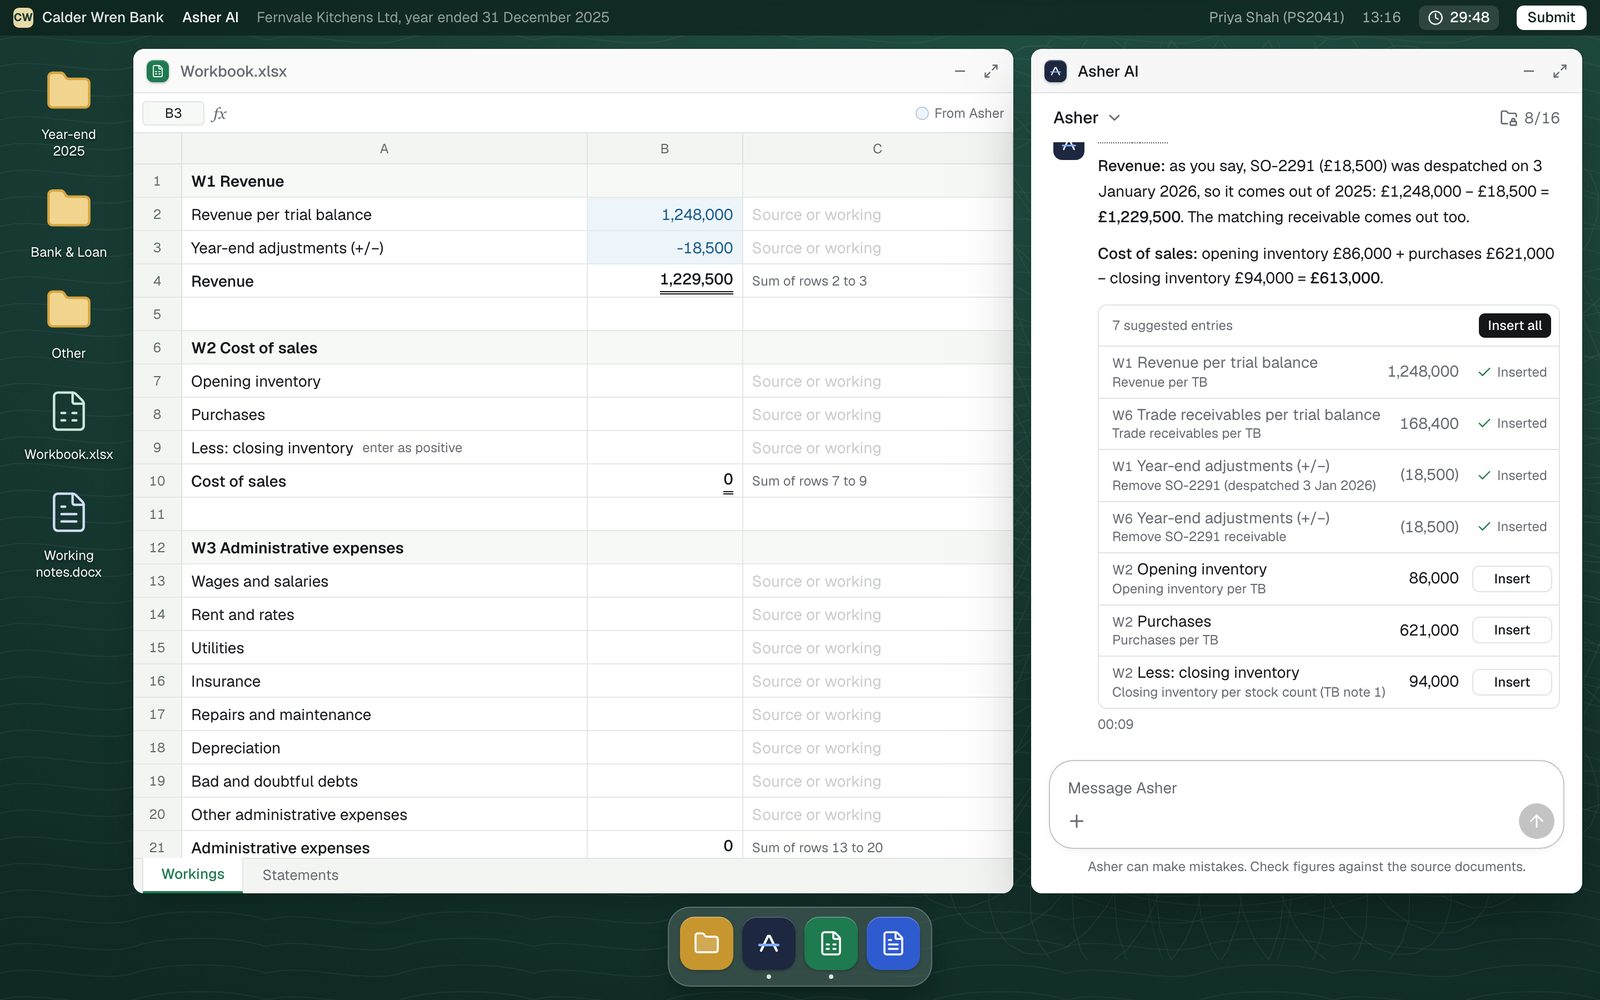 CW Calder Wren Bank Asher AI Fernvale Kitchens Ltd, year ended 31 December 2025 Priya Shah (PS2041) 13:16 29:48 Submit
Year-end
2025
Bank & Loan
Other
Workbook.xlsx
Working
notes.docx
Workbook.xlsx
B3 fx From Asher
A B C
1 W1 Revenue
2 Revenue per trial balance 1,248,000 Source or working
3 Year-end adjustments (+/−) -18,500 Source or working
4 Revenue 1,229,500 Sum of rows 2 to 3
5
6 W2 Cost of sales
7 Opening inventory Source or working
8 Purchases Source or working
9 Less: closing inventory enter as positive Source or working
10 Cost of sales 0 Sum of rows 7 to 9
11
12 W3 Administrative expenses
13 Wages and salaries Source or working
14 Rent and rates Source or working
15 Utilities Source or working
16 Insurance Source or working
17 Repairs and maintenance Source or working
18 Depreciation Source or working
19 Bad and doubtful debts Source or working
20 Other administrative expenses Source or working
21 Administrative expenses 0 Sum of rows 13 to 20
Workings Statements
Asher AI
Asher 8/16
Revenue: as you say, SO-2291 (£18,500) was despatched on 3
January 2026, so it comes out of 2025: £1,248,000 − £18,500 =
£1,229,500. The matching receivable comes out too.
Cost of sales: opening inventory £86,000 + purchases £621,000
− closing inventory £94,000 = £613,000.
7 suggested entries Insert all
W1 Revenue per trial balance 1,248,000 Inserted
Revenue per TB
W6 Trade receivables per trial balance 168,400 Inserted
Trade receivables per TB
W1 Year-end adjustments (+/−) (18,500) Inserted
Remove SO-2291 (despatched 3 Jan 2026)
W6 Year-end adjustments (+/−) (18,500) Inserted
Remove SO-2291 receivable
W2 Opening inventory 86,000 Insert
Opening inventory per TB
W2 Purchases 621,000 Insert
Purchases per TB
W2 Less: closing inventory 94,000 Insert
Closing inventory per stock count (TB note 1)
00:09
Message Asher
Asher can make mistakes. Check figures against the source documents.